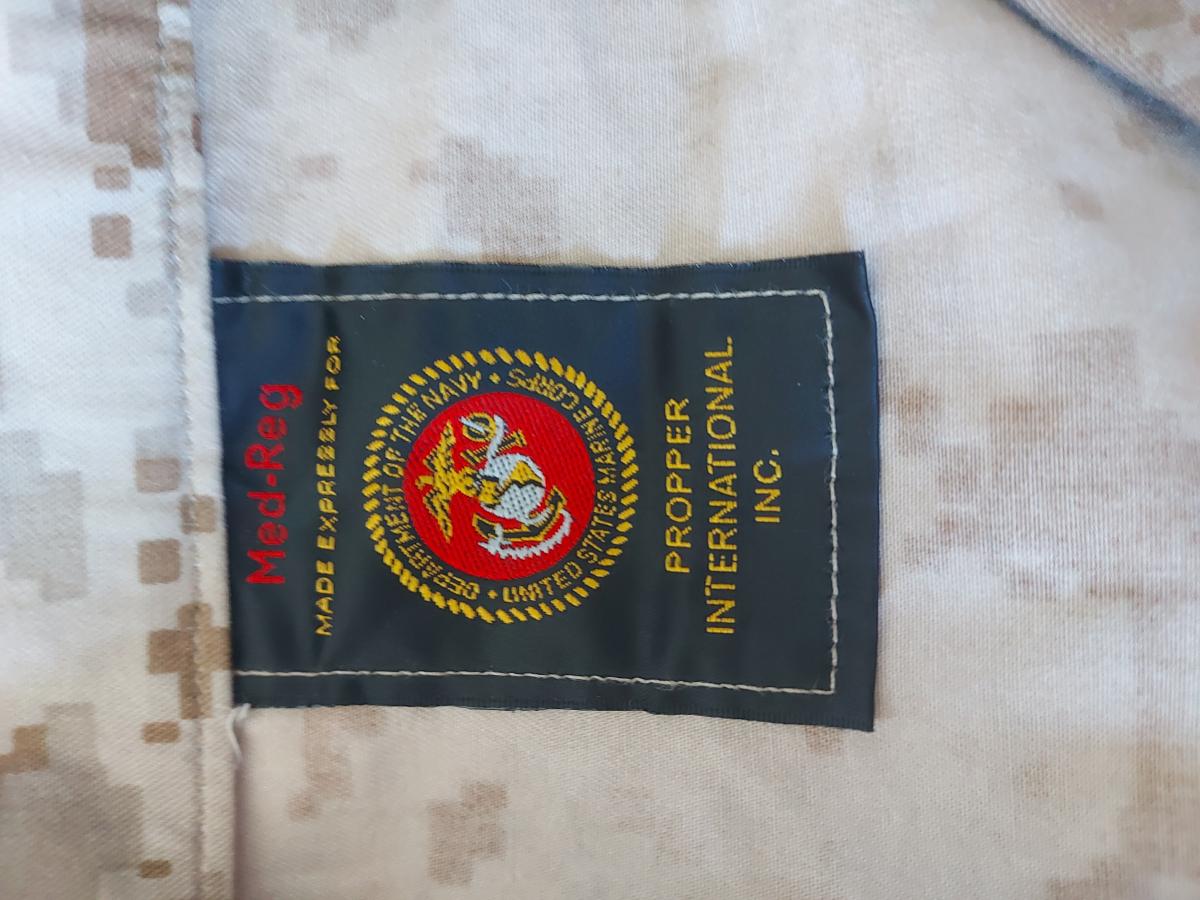 Med-Reg
MADE EXPRESSLY FOR
DEPARTMENT OF THE NAVY • UNITED STATES MARINE CORPS •
PROPPER
INTERNATIONAL
INC.